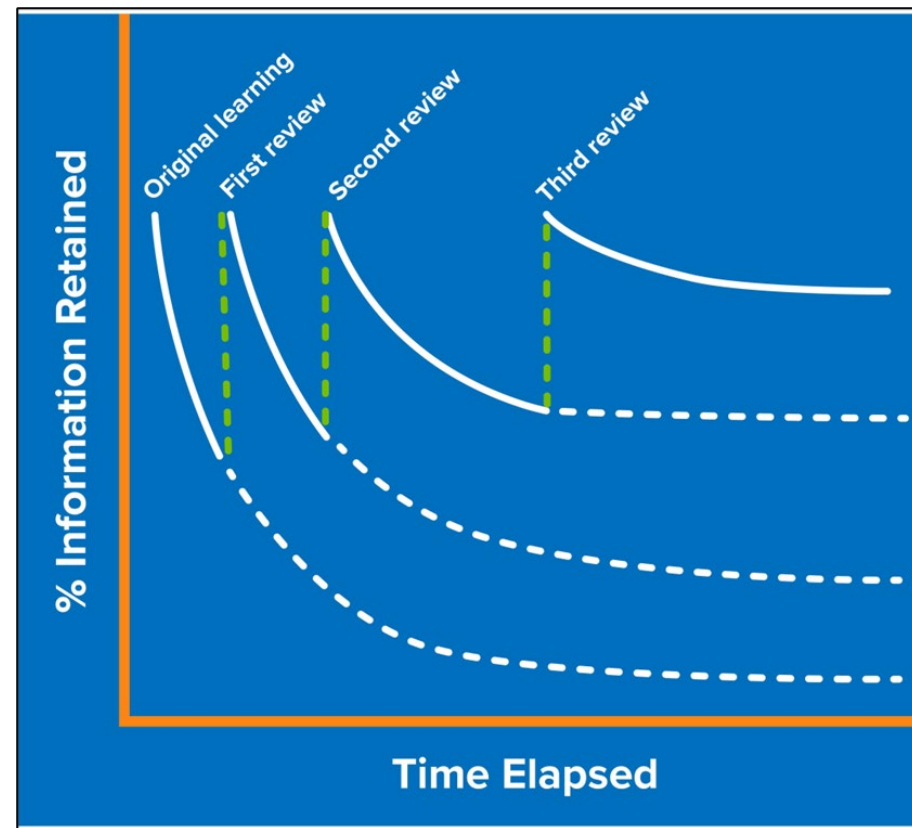 Original learning
First review
Second review
Third review
% Information Retained
Time Elapsed